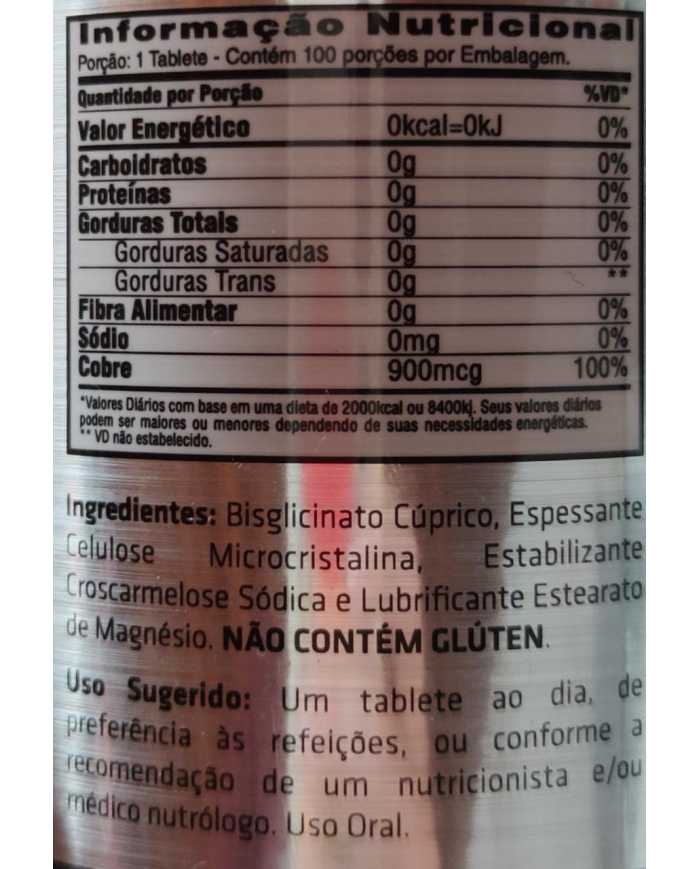 Informação Nutricional
Porção: 1 Tablete - Contém 100 porções por Embalagem.
Quantidade por Porção %VD*
Valor Energético 0kcal=0kJ 0%
Carboidratos 0g 0%
Proteínas 0g 0%
Gorduras Totais 0g 0%
Gorduras Saturadas 0g 0%
Gorduras Trans 0g **
Fibra Alimentar 0g 0%
Sódio 0mg 0%
Cobre 900mcg 100%
*Valores Diários com base em uma dieta de 2000kcal ou 8400kj. Seus valores diários
podem ser maiores ou menores dependendo de suas necessidades energéticas.
** VD não estabelecido.
Ingredientes: Bisglicinato Cúprico, Espessante
Celulose Microcristalina, Estabilizante
Croscarmelose Sódica e Lubrificante Estearato
de Magnésio. NÃO CONTÉM GLÚTEN.
Uso Sugerido: Um tablete ao dia, de
preferência às refeições, ou conforme a
recomendação de um nutricionista e/ou
médico nutrólogo. Uso Oral.